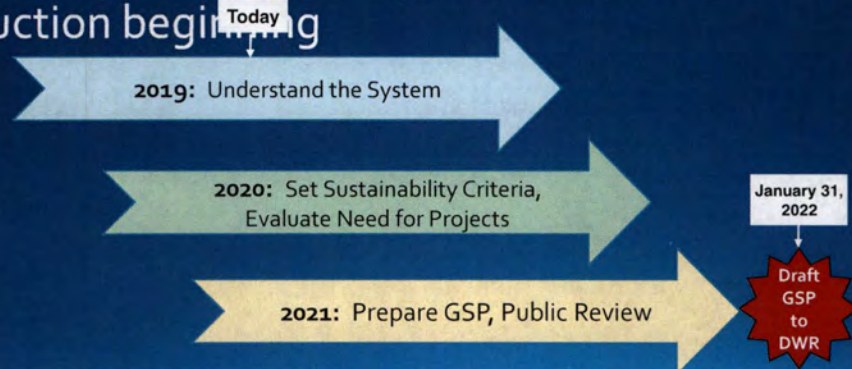 uction beginning
Today
2019: Understand the System
2020: Set Sustainability Criteria,
Evaluate Need for Projects
2021: Prepare GSP, Public Review
January 31,
2022
Draft
GSP
to
DWR